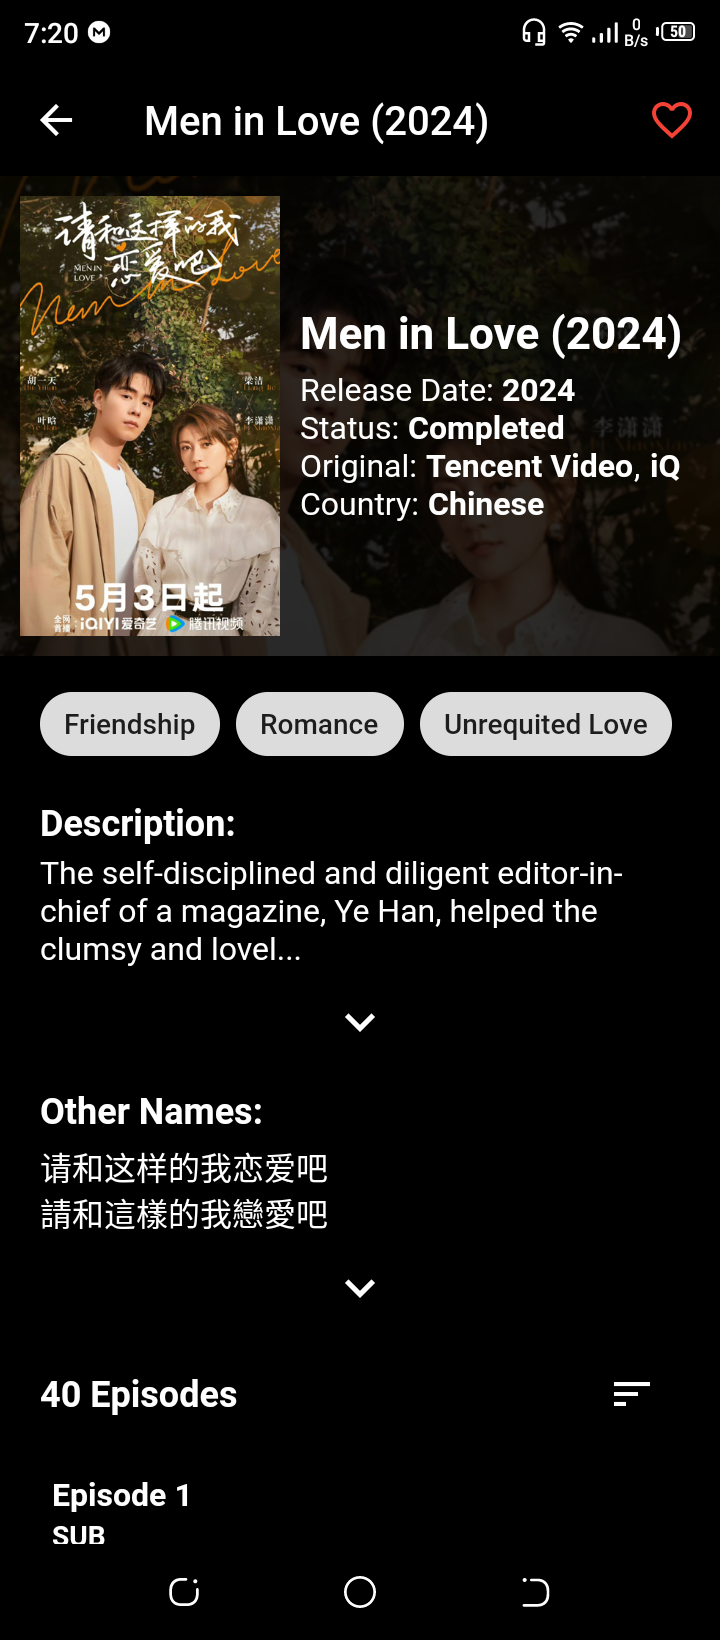 7:20
0
B/s
50
Men in Love (2024)
请和这样的我
恋爱吧
MEN IN
LOVE
Men in Love
胡一天
梁洁
叶晗
李潇潇
5月3日起
全网
首播
iQIYI 爱奇艺 腾讯视频
Men in Love (2024)
Release Date: 2024
Status: Completed
Original: Tencent Video, iQ
Country: Chinese
李潇潇
Friendship
Romance
Unrequited Love
Description:
The self-disciplined and diligent editor-in-
chief of a magazine, Ye Han, helped the
clumsy and lovel...
Other Names:
请和这样的我恋爱吧
請和這樣的我戀愛吧
40 Episodes
Episode 1
SUB